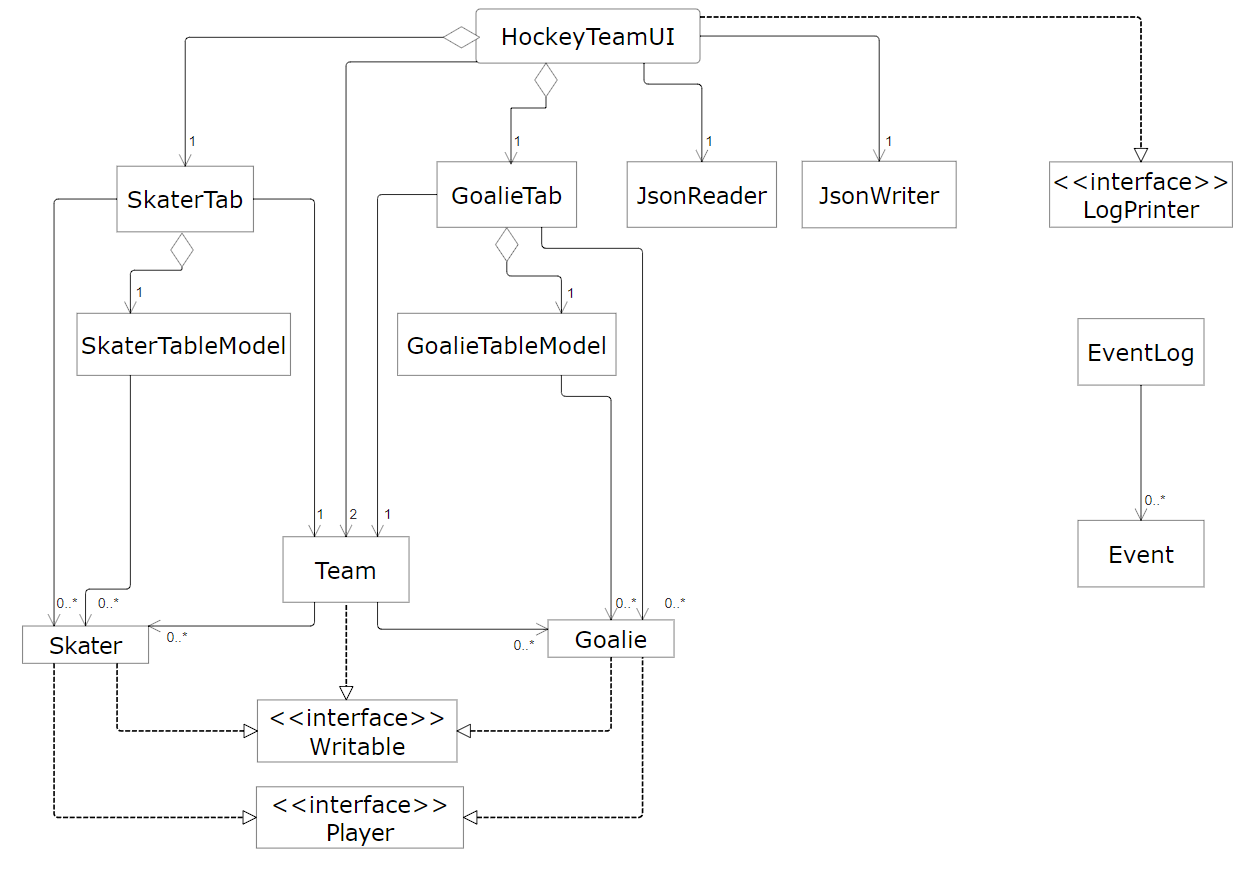 HockeyTeamUI
1
1
1
1
SkaterTab
GoalieTab
JsonReader
JsonWriter
<<interface>>
LogPrinter
1
1
SkaterTableModel
GoalieTableModel
EventLog
1
2
1
0..*
Team
Event
0..*
0..*
0..*
0..*
0..*
0..*
Skater
Goalie
<<interface>>
Writable
<<interface>>
Player